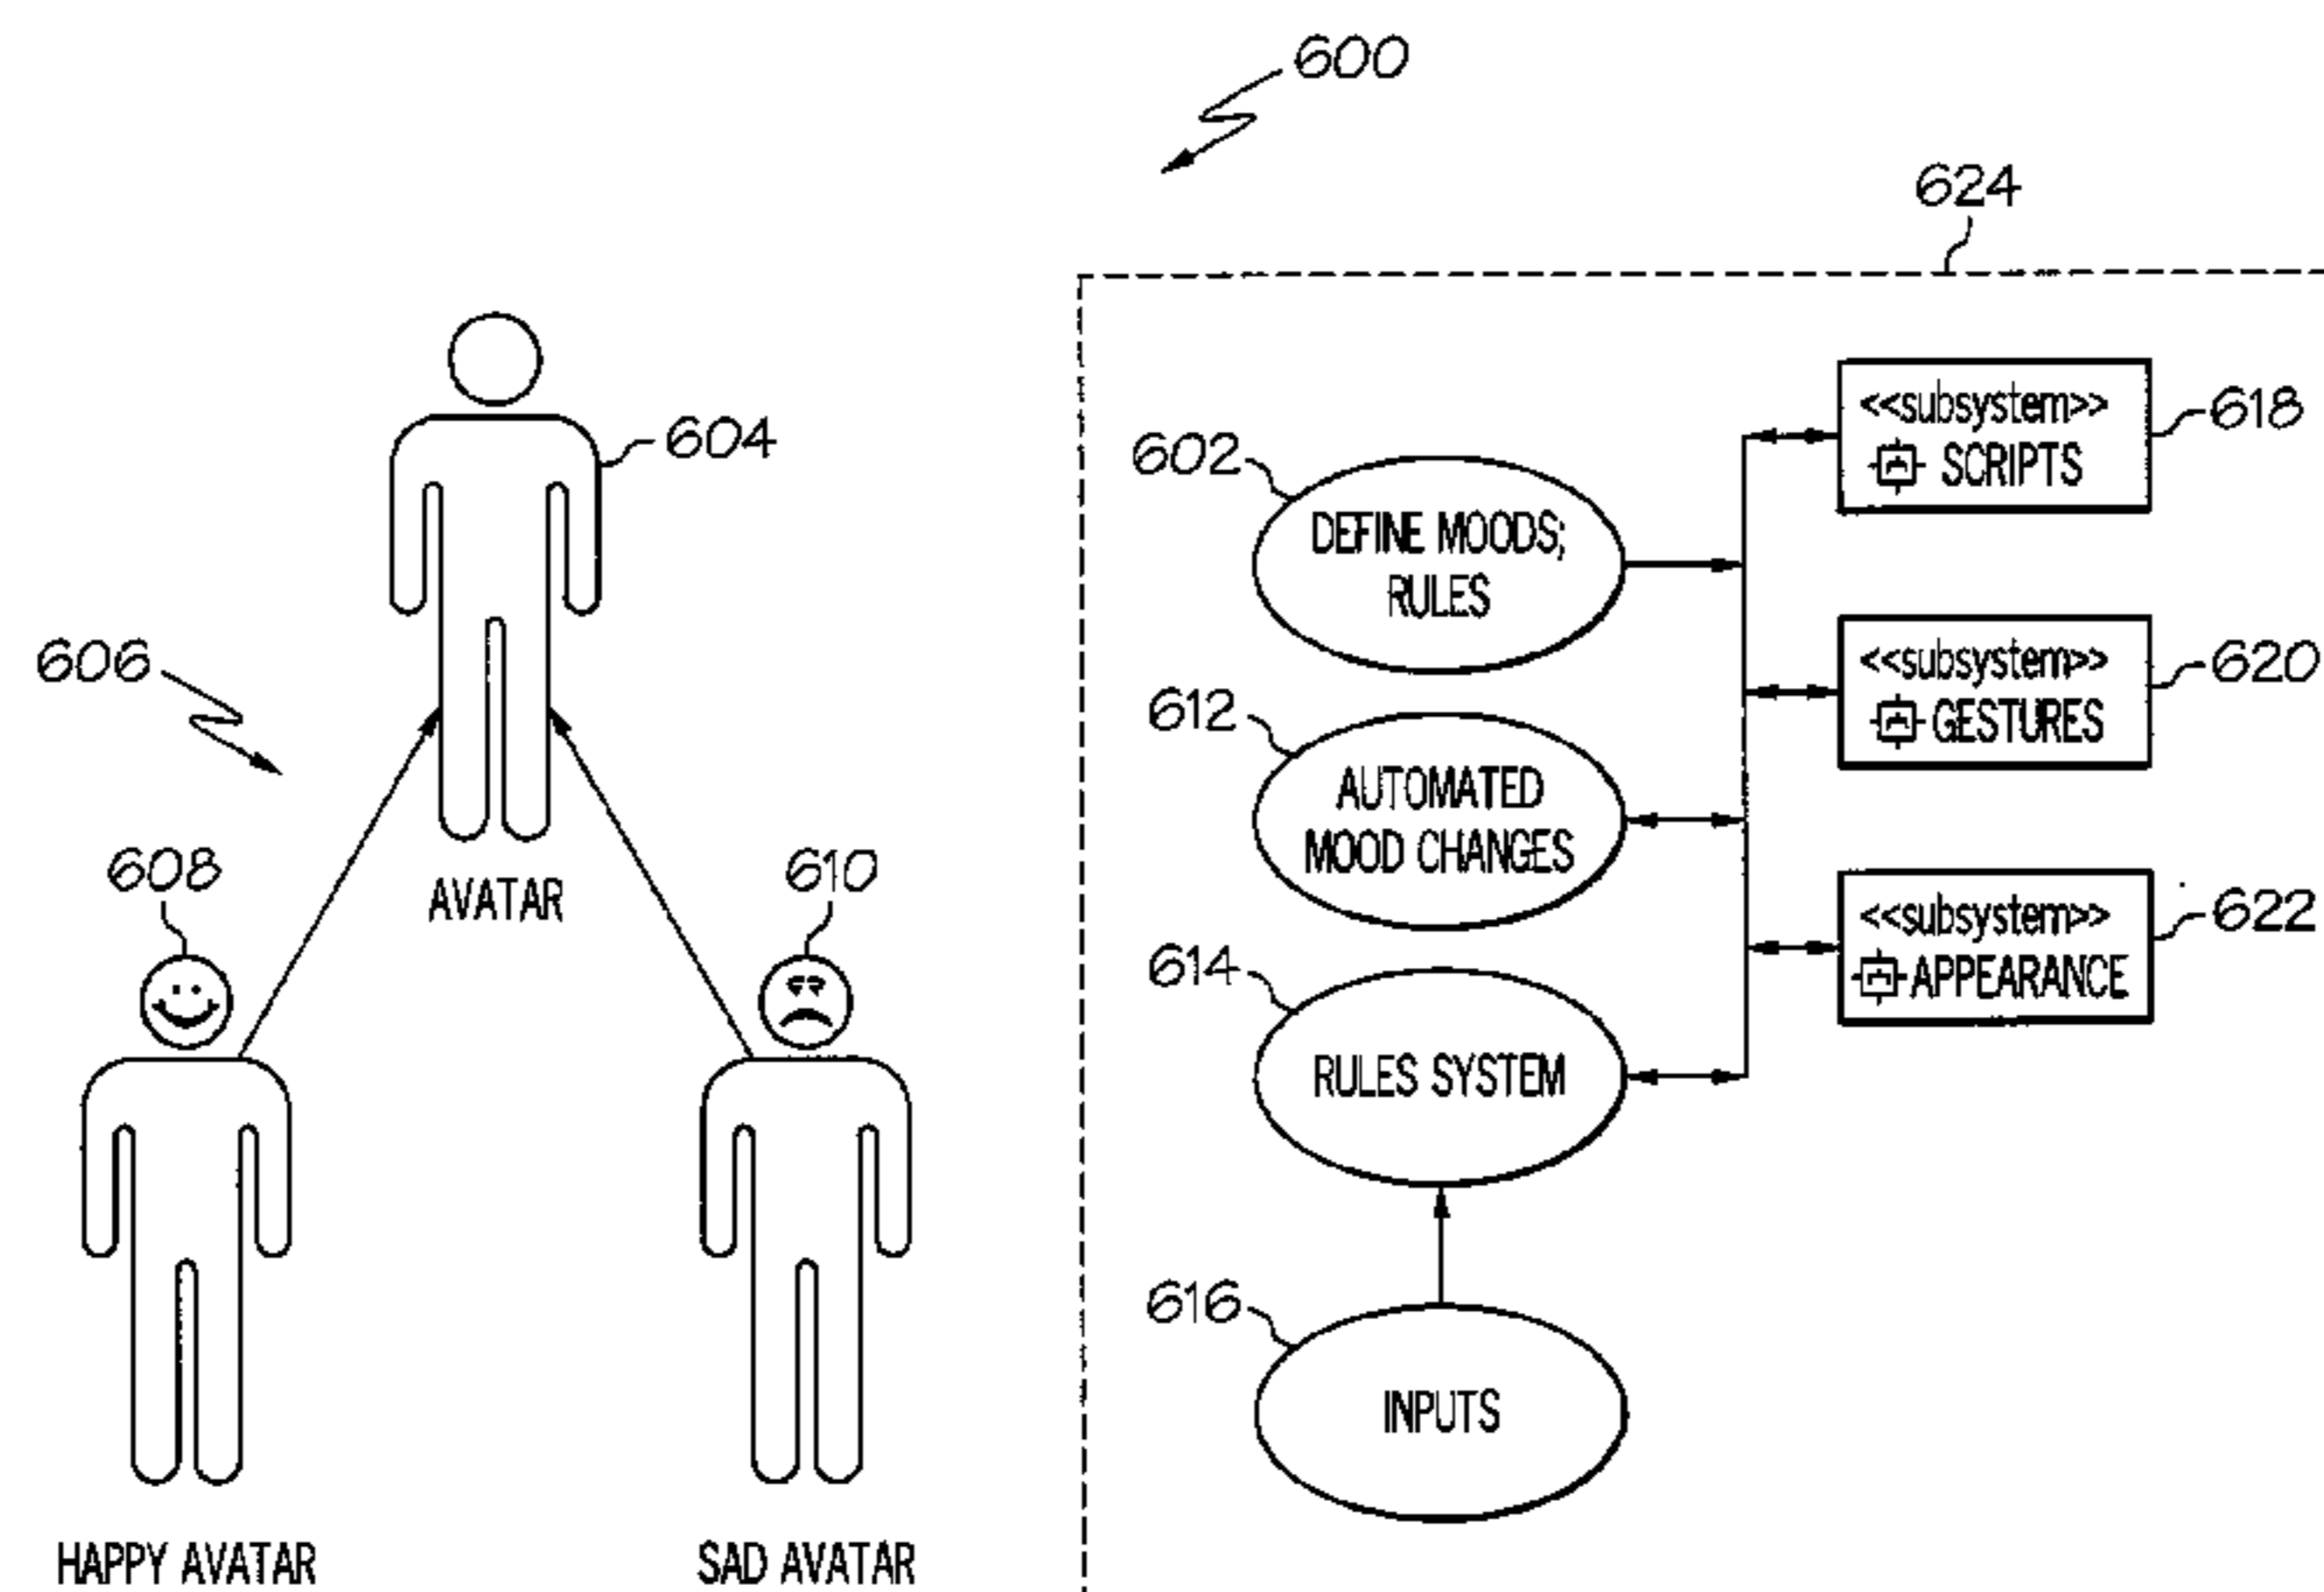 600
624
604
602
<<subsystem>>
SCRIPTS
618
DEFINE MOODS;
RULES
606
<<subsystem>>
GESTURES
620
612
AUTOMATED
MOOD CHANGES
608
AVATAR
610
<<subsystem>>
APPEARANCE
622
614
RULES SYSTEM
616
INPUTS
HAPPY AVATAR
SAD AVATAR